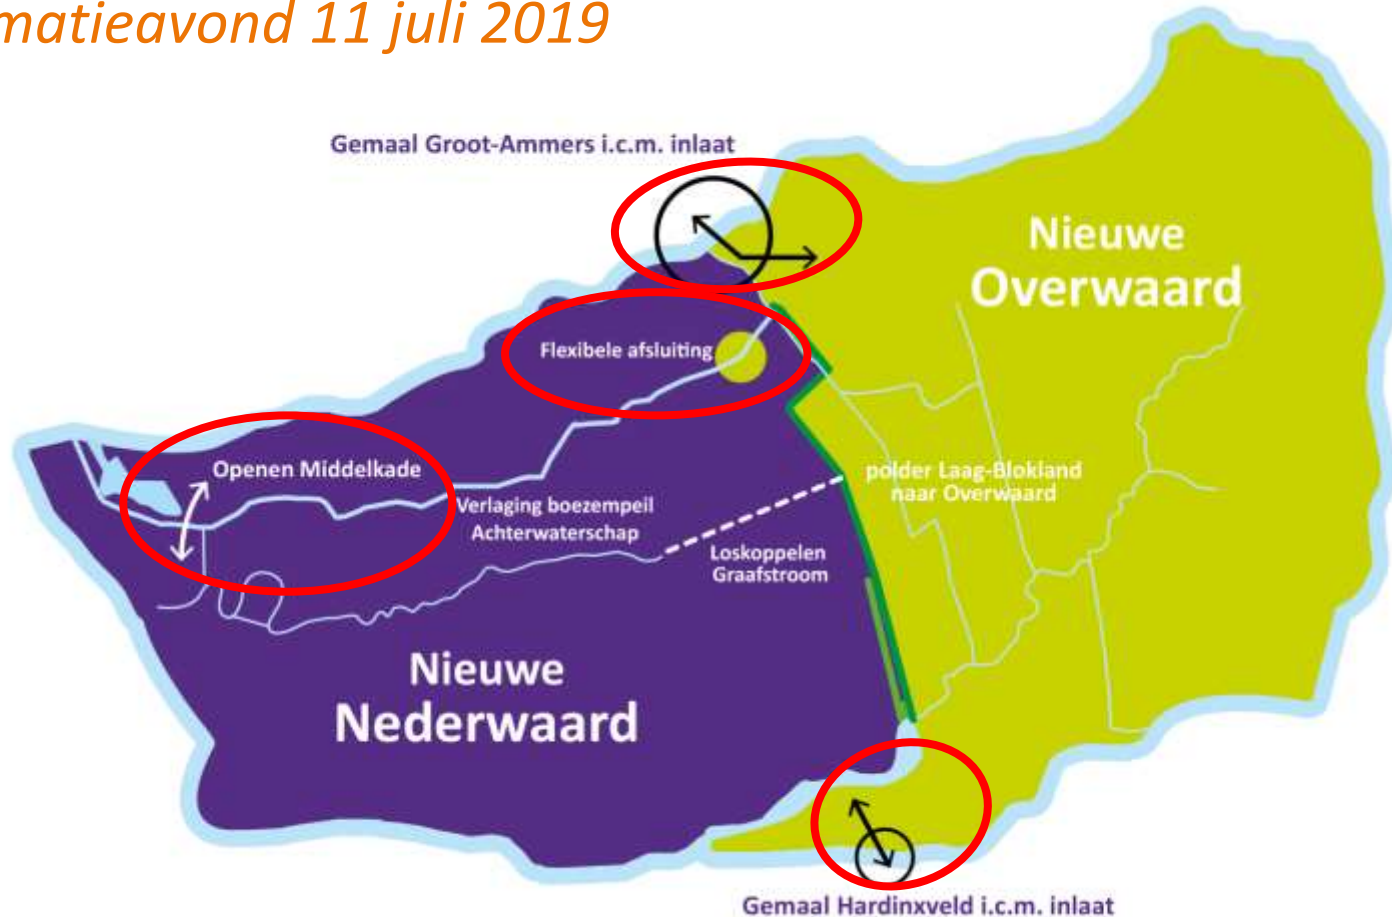 matieavond 11 juli 2019
Gemaal Groot-Ammers i.c.m. inlaat
Nieuwe
Overwaard
Flexibele afsluiting
Openen Middelkade
polder Laag-Blokland
naar Overwaard
Verlaging boezempeil
Achterwaterschap
Loskoppelen
Graafstroom
Nieuwe
Nederwaard
Gemaal Hardinxveld i.c.m. inlaat